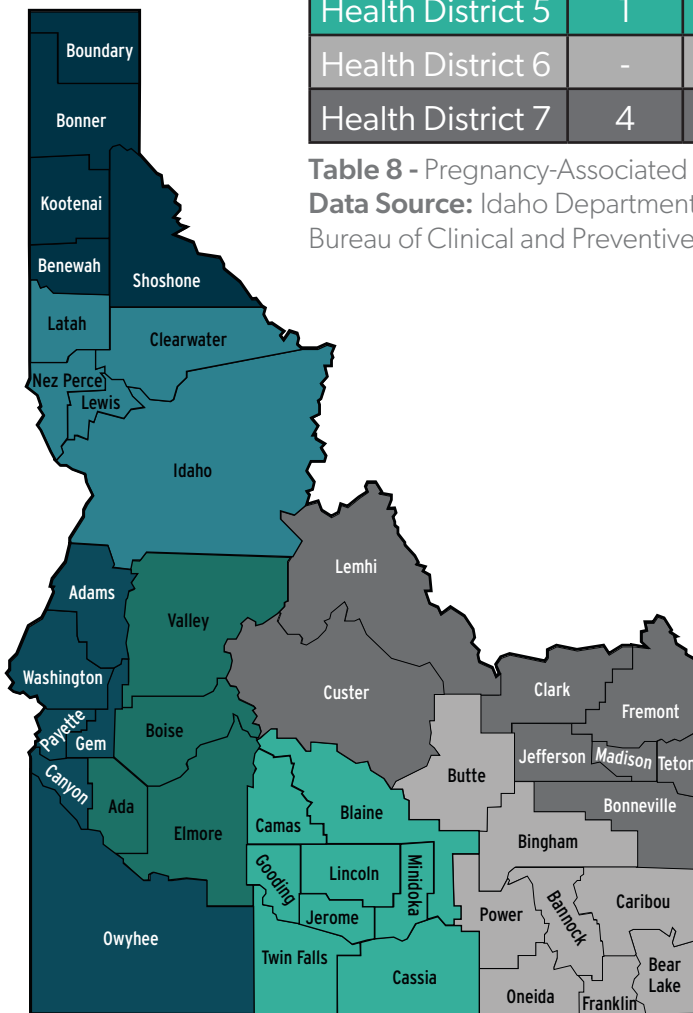 Health District 5 1
Health District 6 -
Health District 7 4
Table 8 - Pregnancy-Associated
Data Source: Idaho Department
Bureau of Clinical and Preventive
Boundary
Bonner
Kootenai
Benewah
Shoshone
Latah
Clearwater
Nez Perce
Lewis
Idaho
Lemhi
Adams
Valley
Washington
Custer
Clark
Fremont
Payette
Gem
Boise
Jefferson
Madison
Teton
Butte
Canyon
Ada
Elmore
Camas
Blaine
Bonneville
Bingham
Gooding
Lincoln
Minidoka
Jerome
Power
Bannock
Caribou
Owyhee
Twin Falls
Cassia
Oneida
Franklin
Bear
Lake